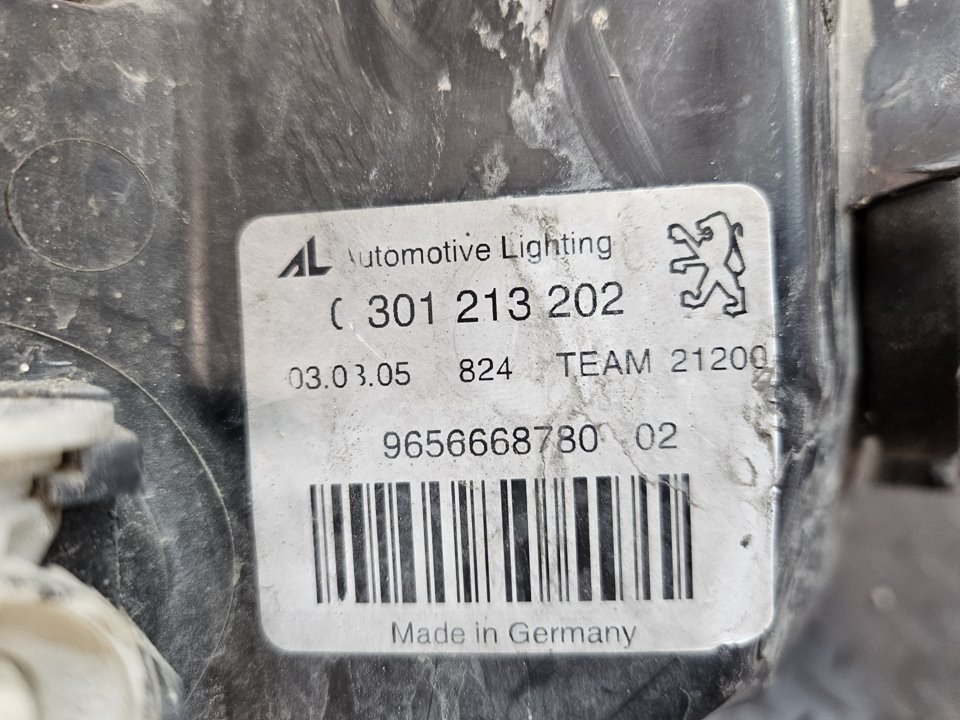 AL Automotive Lighting
0 301 213 202
03.03.05 824 TEAM 21200
9656668780 02
Made in Germany